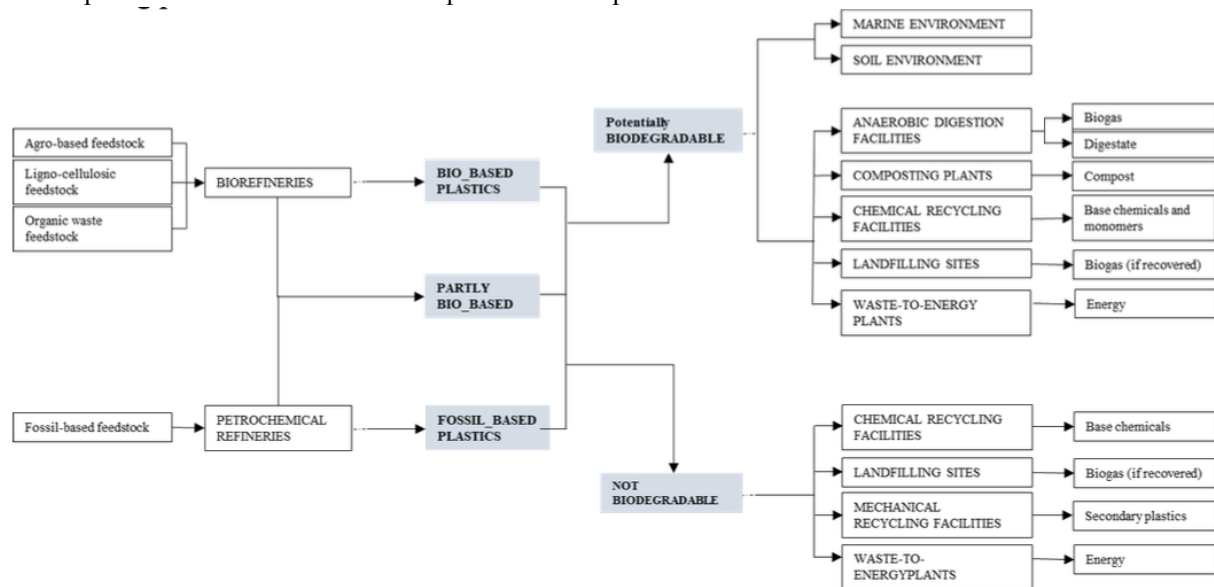 MARINE ENVIRONMENT
SOIL ENVIRONMENT
Agro-based feedstock
Ligno-cellulosic
feedstock
Organic waste
feedstock
BIOREFINERIES
BIO_BASED
PLASTICS
Potentially
BIODEGRADABLE
ANAEROBIC DIGESTION
FACILITIES
Biogas
Digestate
COMPOSTING PLANTS
Compost
CHEMICAL RECYCLING
FACILITIES
Base chemicals and
monomers
LANDFILLING SITES
Biogas (if recovered)
WASTE-TO-ENERGY
PLANTS
Energy
PARTLY
BIO_BASED
Fossil-based feedstock
PETROCHEMICAL
REFINERIES
FOSSIL_BASED
PLASTICS
NOT
BIODEGRADABLE
CHEMICAL RECYCLING
FACILITIES
Base chemicals
LANDFILLING SITES
Biogas (if recovered)
MECHANICAL
RECYCLING FACILITIES
Secondary plastics
WASTE-TO-
ENERGYPLANTS
Energy